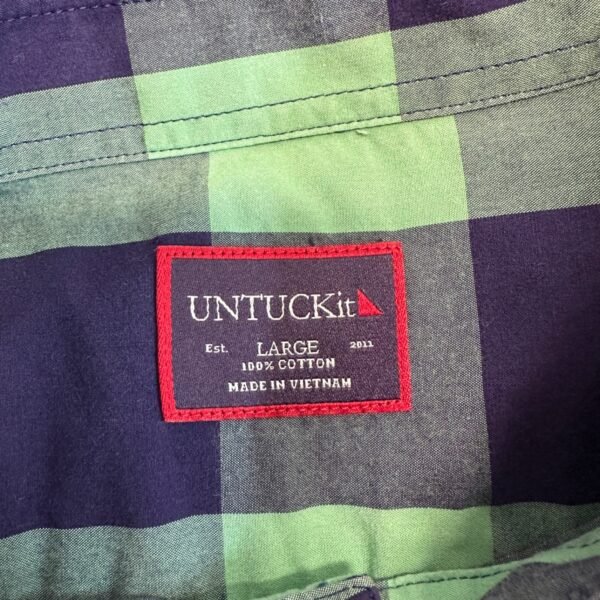 UNTUCKit
Est. LARGE 2011
100% COTTON
MADE IN VIETNAM